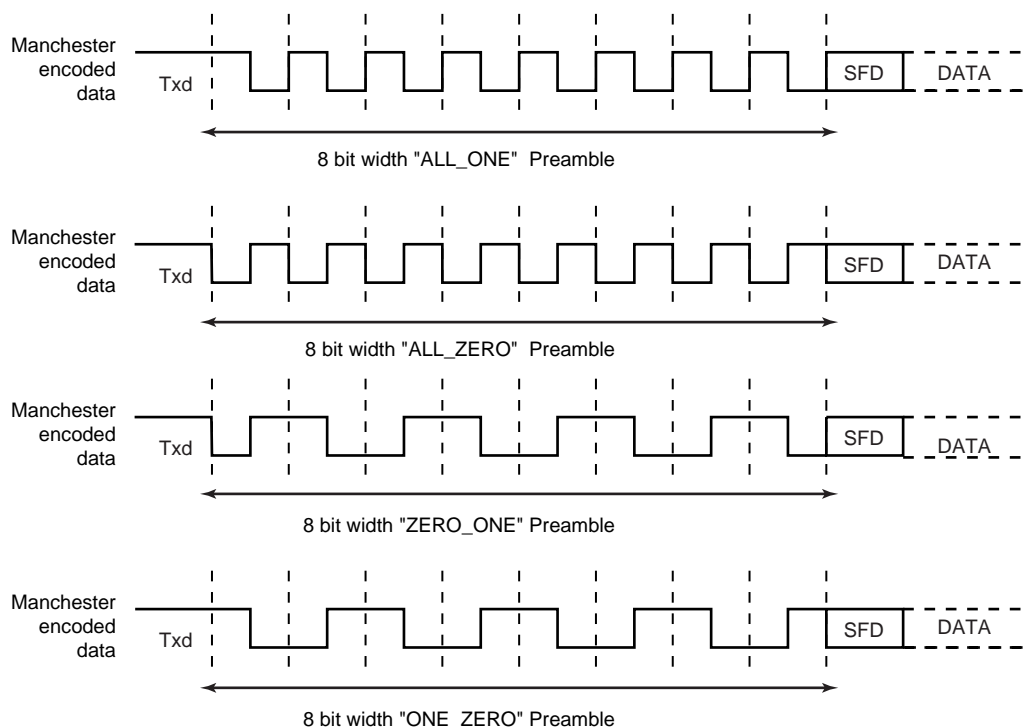 Manchester
encoded
data
Txd
SFD
DATA
8 bit width "ALL_ONE" Preamble
Manchester
encoded
data
Txd
SFD
DATA
8 bit width "ALL_ZERO" Preamble
Manchester
encoded
data
Txd
SFD
DATA
8 bit width "ZERO_ONE" Preamble
Manchester
encoded
data
Txd
SFD
DATA
8 bit width "ONE_ZERO" Preamble